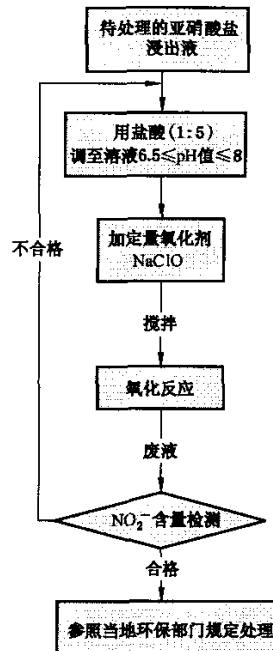 待处理的亚硝酸盐
浸出液
用盐酸(1:5)
调至溶液6.5≤pH值≤8
不合格
加定量氧化剂
NaClO
搅拌
氧化反应
废液
NO₂⁻含量检测
合格
参照当地环保部门规定处理